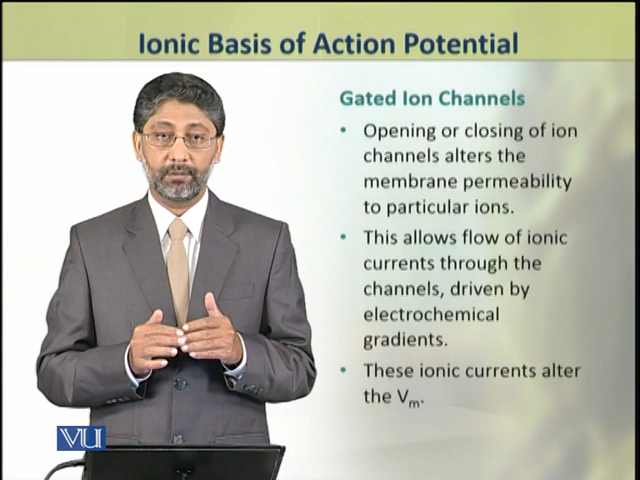 Ionic Basis of Action Potential
Gated Ion Channels
• Opening or closing of ion
channels alters the
membrane permeability
to particular ions.
• This allows flow of ionic
currents through the
channels, driven by
electrochemical
gradients.
• These ionic currents alter
the Vm.
VU